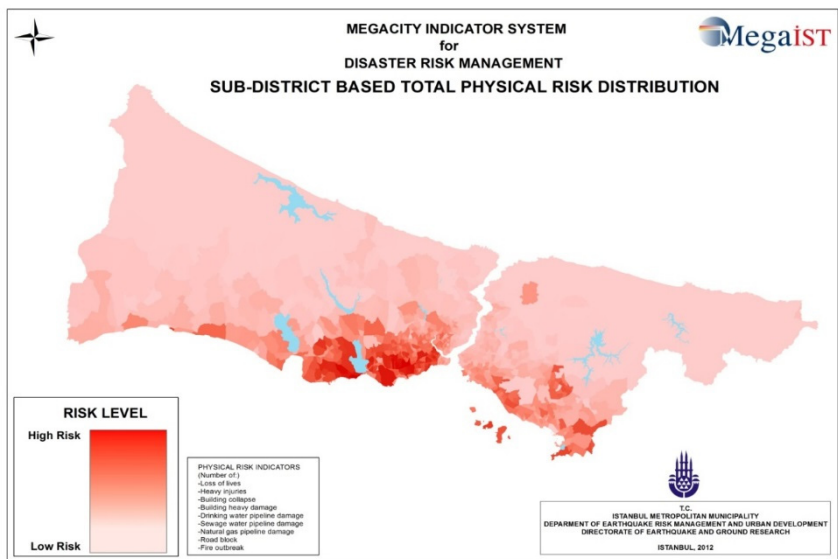 MEGACITY INDICATOR SYSTEM
for
DISASTER RISK MANAGEMENT
SUB-DISTRICT BASED TOTAL PHYSICAL RISK DISTRIBUTION
MegaIST
RISK LEVEL
High Risk
Low Risk
PHYSICAL RISK INDICATORS
(Number of:)
-Loss of lives
-Heavy injuries
-Building collapse
-Building heavy damage
-Drinking water pipeline damage
-Sewage water pipeline damage
-Natural gas pipeline damage
-Road block
-Fire outbreak
T.C.
ISTANBUL METROPOLITAN MUNICIPALITY
DEPARMENT OF EARTHQUAKE RISK MANAGEMENT AND URBAN DEVELOPMENT
DIRECTORATE OF EARTHQUAKE AND GROUND RESEARCH
ISTANBUL, 2012